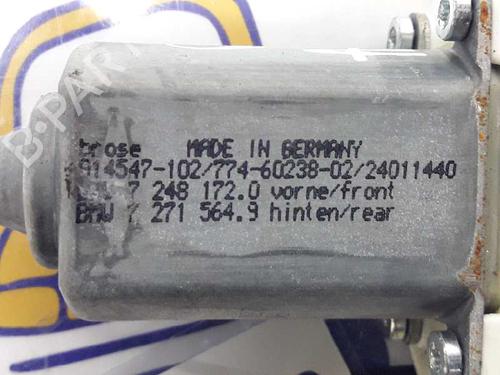 B-PARTS
brose MADE IN GERMANY
914547-102/774-60238-02/24011440
7 248 172.0 vorne/front
BMW 7 271 564.9 hinten/rear